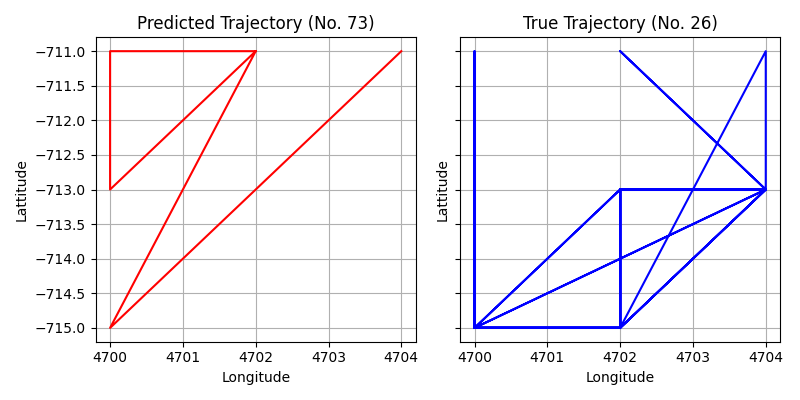 Predicted Trajectory (No. 73)
True Trajectory (No. 26)
Lattitude
−711.0
−711.5
−712.0
−712.5
−713.0
−713.5
−714.0
−714.5
−715.0
4700 4701 4702 4703 4704
Longitude
Lattitude
4700 4701 4702 4703 4704
Longitude